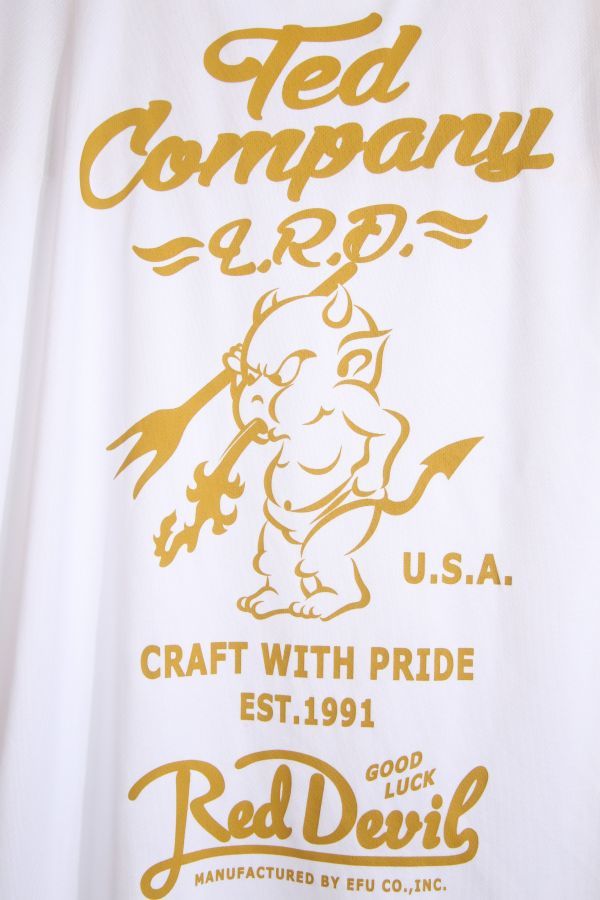 Ted
Company
L.R.D.
U.S.A.
CRAFT WITH PRIDE
EST.1991
GOOD
LUCK
Red Devil
MANUFACTURED BY EFU CO.,INC.